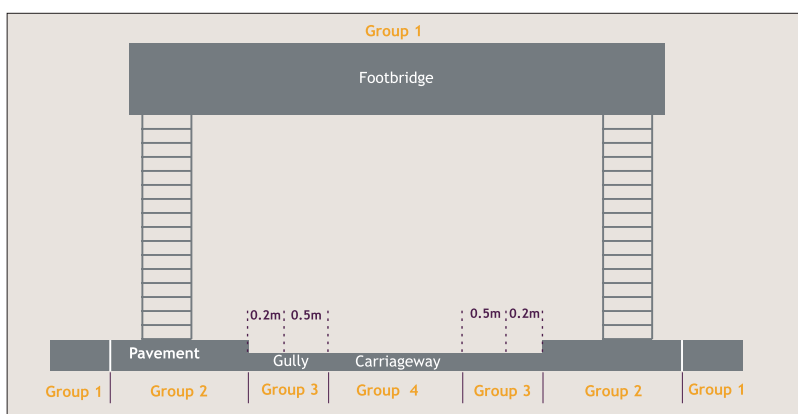 Group 1
Footbridge
0.2m 0.5m 0.5m 0.2m
Pavement Gully Carriageway
Group 1 Group 2 Group 3 Group 4 Group 3 Group 2 Group 1